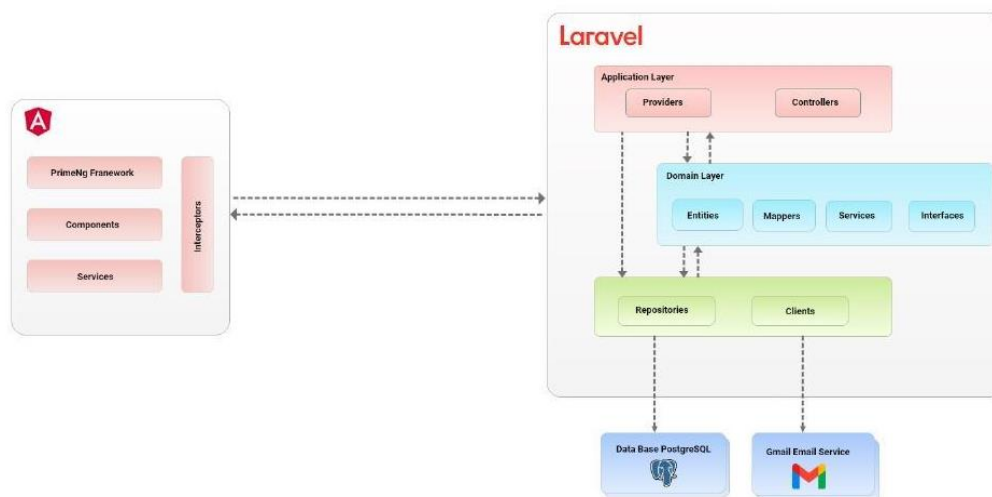 Laravel
Application Layer
Providers
Controllers
PrimeNg Franework
Components
Services
Interceptors
Domain Layer
Entities
Mappers
Services
Interfaces
Repositories
Clients
Data Base PostgreSQL
Gmail Email Service